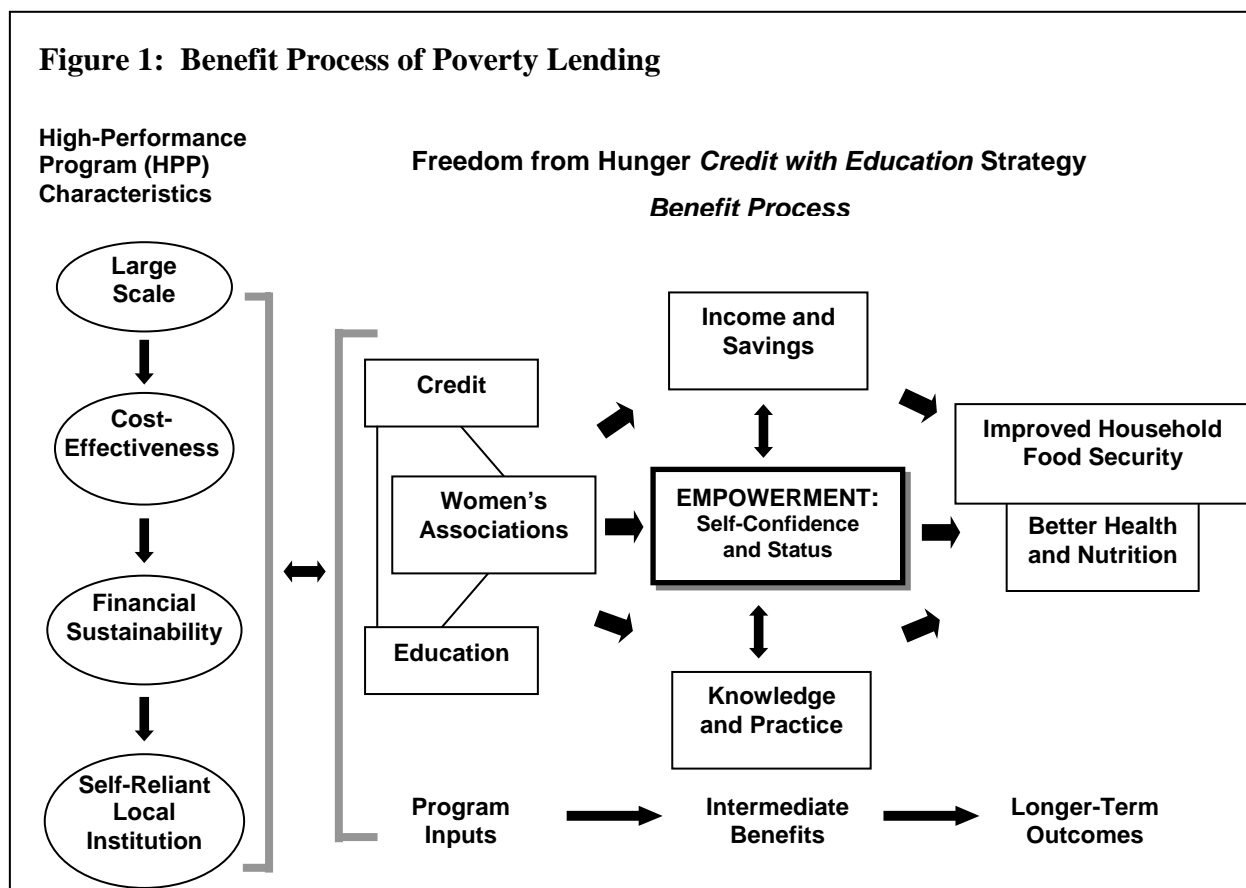 Figure 1: Benefit Process of Poverty Lending
High-Performance
Program (HPP)
Characteristics
Freedom from Hunger Credit with Education Strategy
Benefit Process
Large
Scale
Cost-
Effectiveness
Financial
Sustainability
Self-Reliant
Local
Institution
Credit
Women's
Associations
Education
Income and
Savings
EMPOWERMENT:
Self-Confidence
and Status
Knowledge
and Practice
Improved Household
Food Security
Better Health
and Nutrition
Program
Inputs
Intermediate
Benefits
Longer-Term
Outcomes